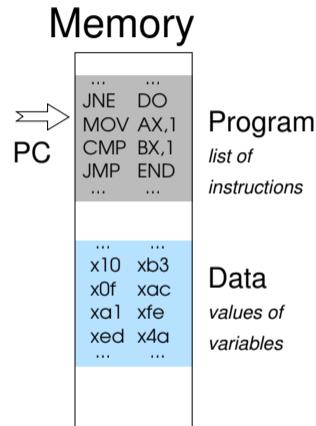 Memory
... ...
JNE DO
MOV AX,1
CMP BX,1
JMP END
... ...
PC
Program
list of
instructions
... ...
x10 xb3
x0f xac
xa1 xfe
xed x4a
... ...
Data
values of
variables